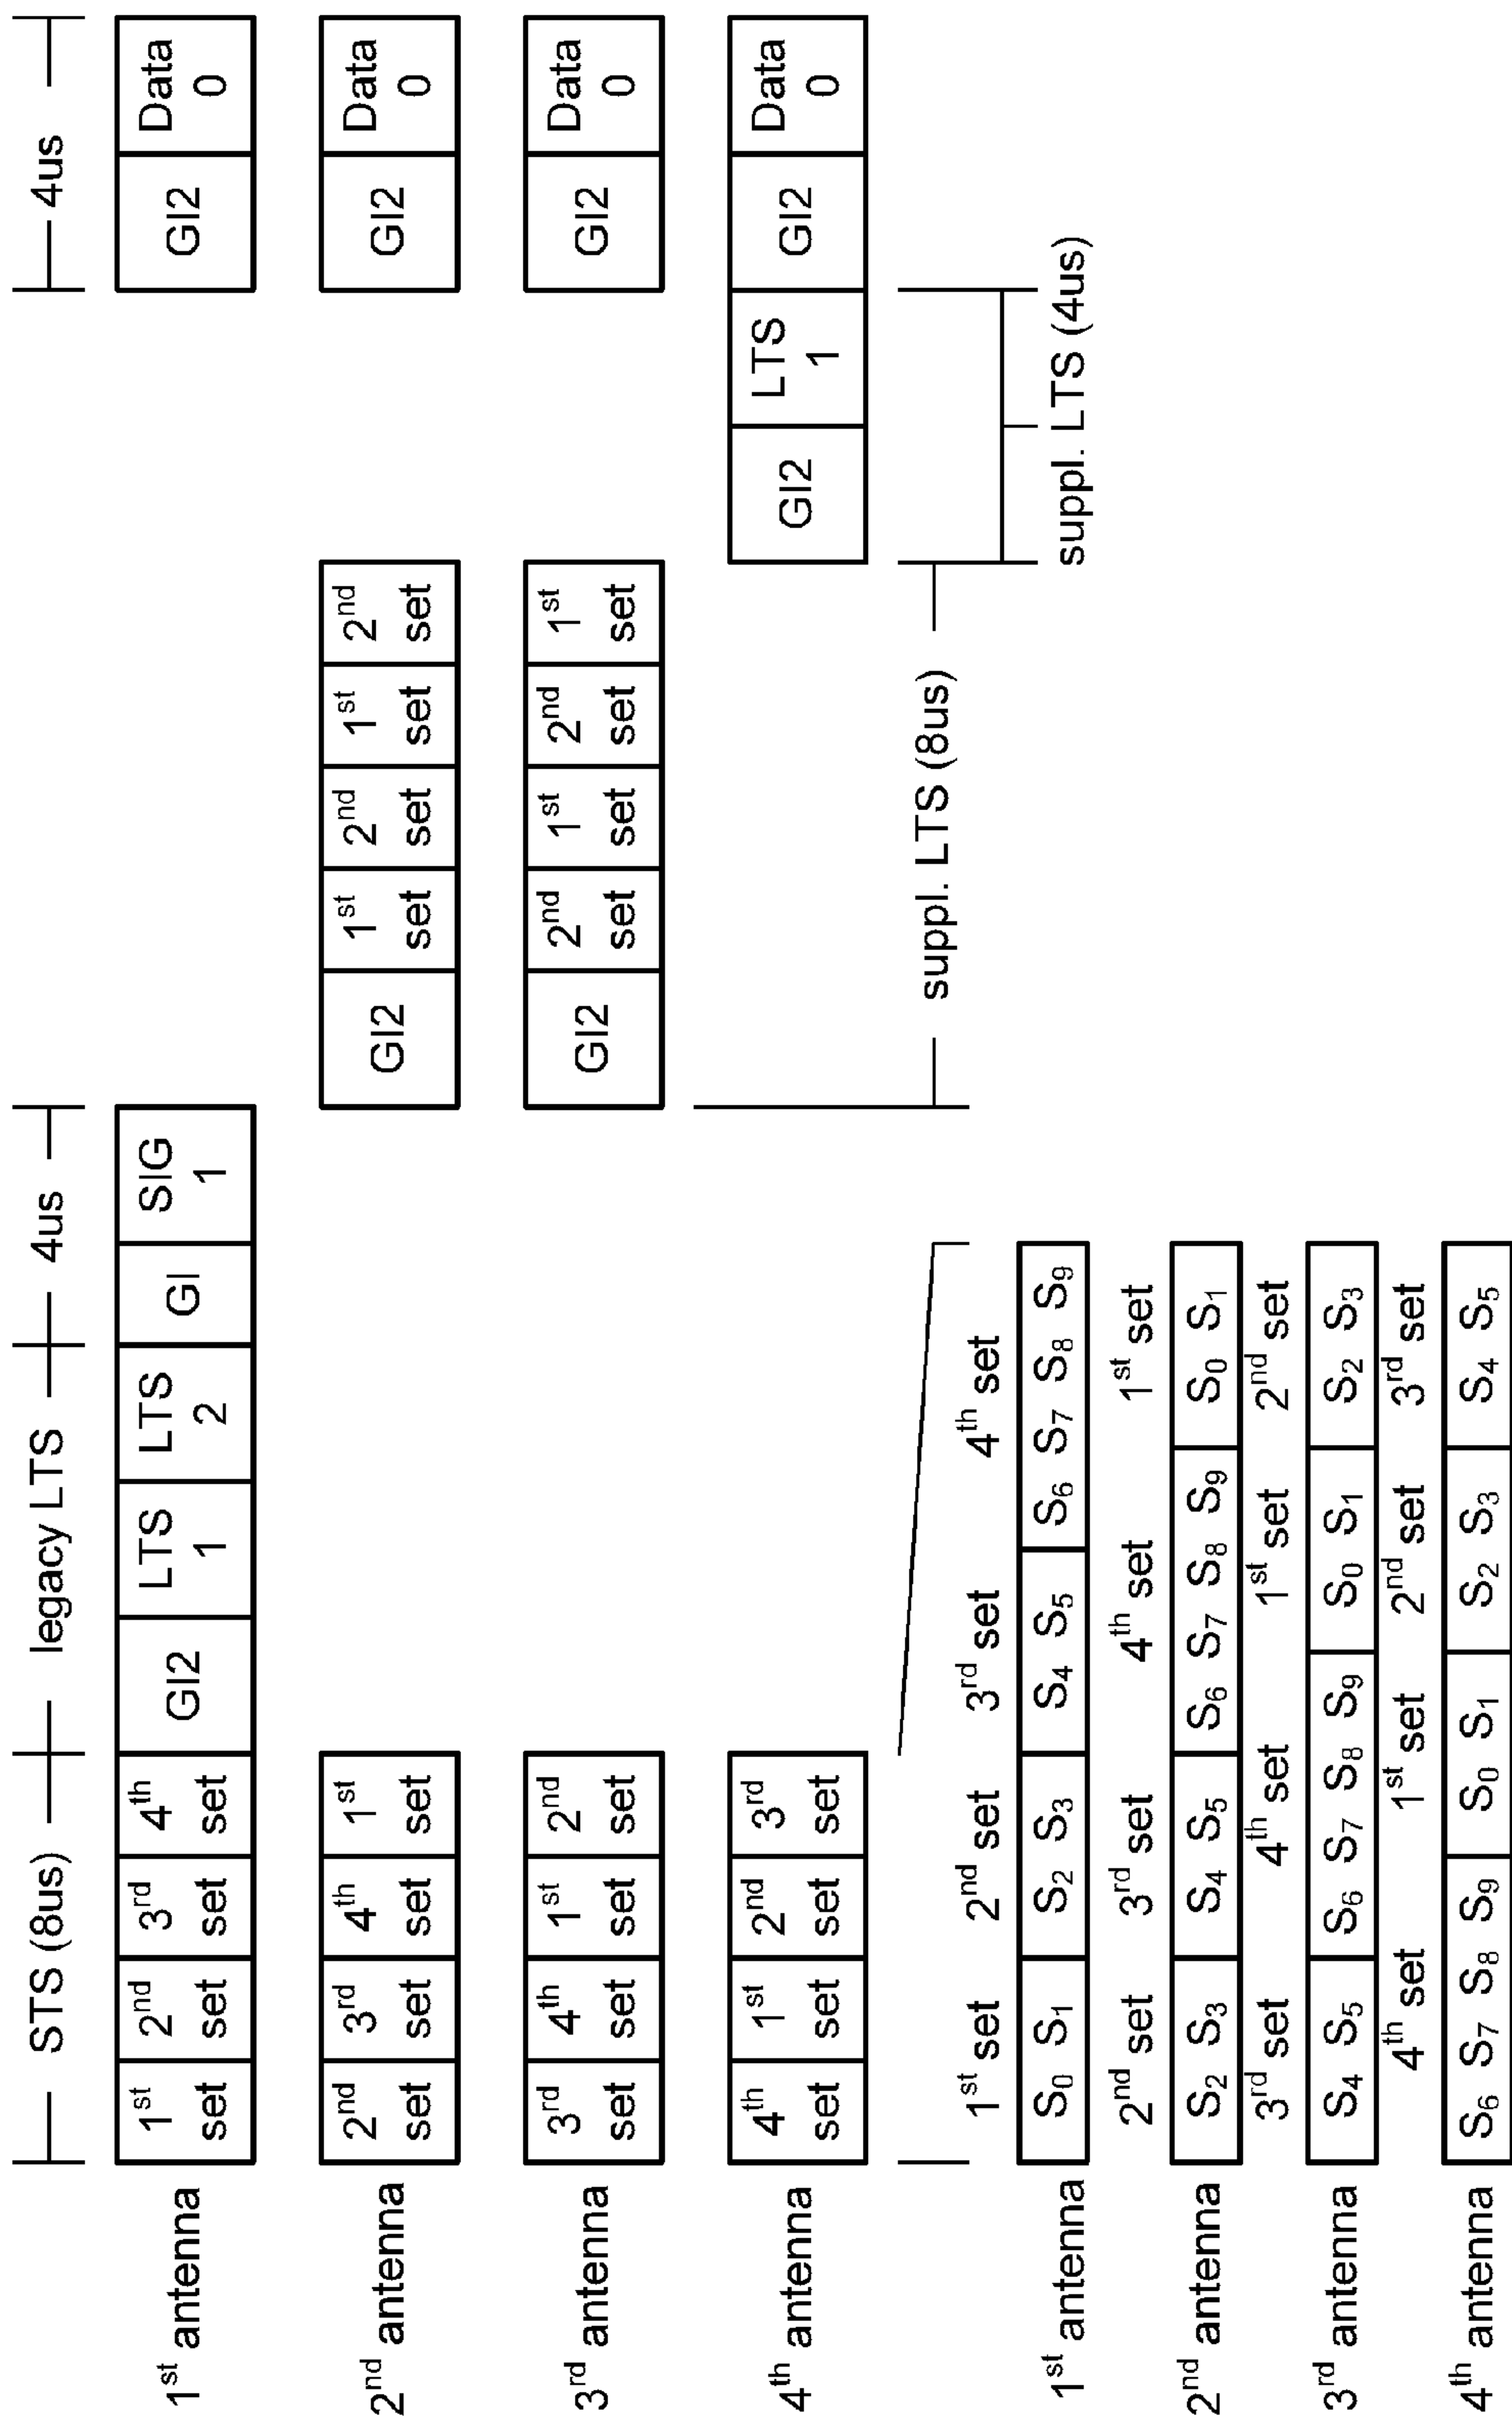 STS (8us) legacy LTS 4us 4us
1st antenna
1st set 2nd set 3rd set 4th set GI2 LTS 1 LTS 2 GI SIG 1 GI2 Data 0
2nd antenna
2nd set 3rd set 4th set 1st set GI2 1st set 2nd set 1st set 2nd set GI2 Data 0
3rd antenna
3rd set 4th set 1st set 2nd set GI2 2nd set 1st set 2nd set 1st set GI2 Data 0
4th antenna
4th set 1st set 2nd set 3rd set GI2 LTS 1 GI2 Data 0
suppl. LTS (8us)
suppl. LTS (4us)
1st set 2nd set 3rd set 4th set
1st antenna S0 S1 S2 S3 S4 S5 S6 S7 S8 S9
2nd set 3rd set 4th set 1st set
2nd antenna S2 S3 S4 S5 S6 S7 S8 S9 S0 S1
3rd set 4th set 1st set 2nd set
3rd antenna S4 S5 S6 S7 S8 S9 S0 S1 S2 S3
4th set 1st set 2nd set 3rd set
4th antenna S6 S7 S8 S9 S0 S1 S2 S3 S4 S5